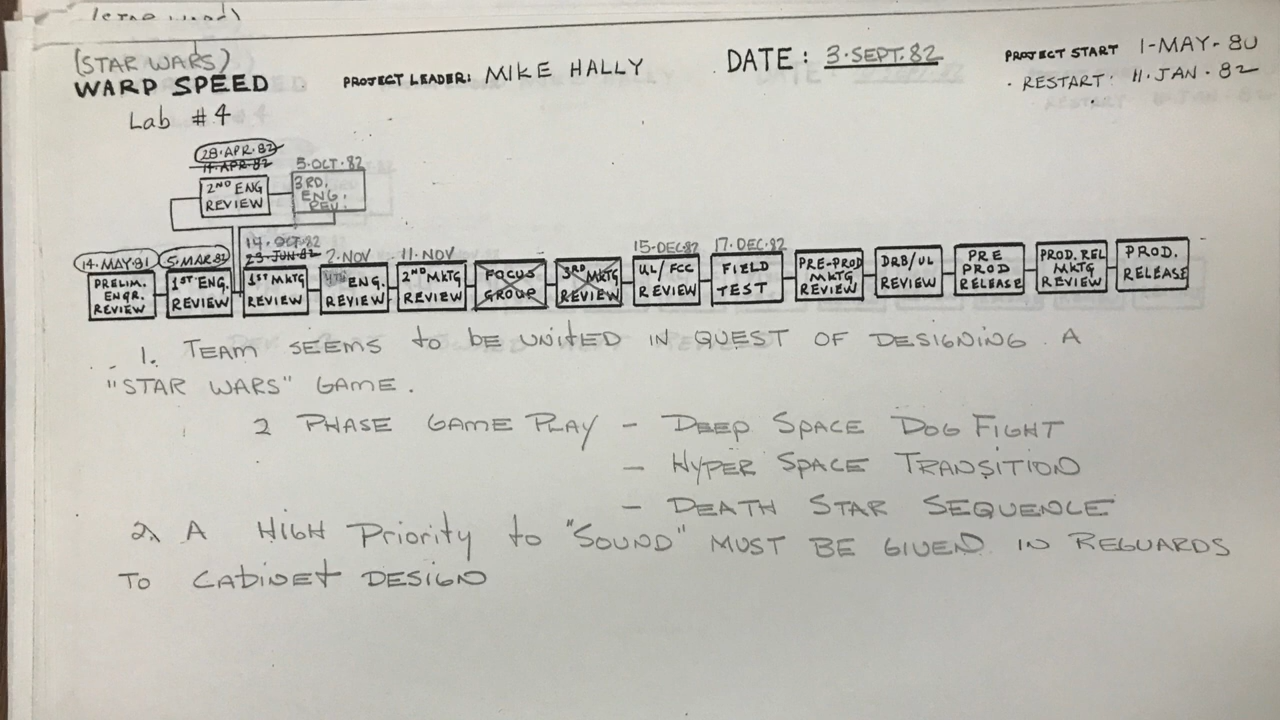 (STAR WARS)
WARP SPEED
Lab #4
PROJECT LEADER: MIKE HALLY
DATE: 3·SEPT.82
PROJECT START 1-MAY-80
· RESTART: 11·JAN·82
28·APR·82
14·APR·82
2ND ENG REVIEW
5·OCT·82
3RD. ENG. REV.
14·MAY·81
PRELIM. ENGR. REVIEW
5·MAR·82
1ST ENG. REVIEW
14·OCT·82
23·JUN·82
1ST MKTG REVIEW
2·NOV
4TH ENG. REVIEW
11·NOV
2ND MKTG REVIEW
FOCUS GROUP
3RD MKTG REVIEW
15-DEC·82
UL/FCC REVIEW
17·DEC·82
FIELD TEST
PRE-PROD MKTG REVIEW
DRB/UL REVIEW
PRE PROD RELEASE
PROD. REL MKTG REVIEW
PROD. RELEASE
1. TEAM SEEMS to be UNITED IN QUEST OF DESIGNING A
"STAR WARS" GAME.
2 PHASE GAME PLAY – DEEP SPACE DOG FIGHT
– HYPER SPACE TRANSITION
– DEATH STAR SEQUENCE
2. A HIGH Priority to "SOUND" MUST BE GIVEN IN REGUARDS
TO CABINET DESIGN